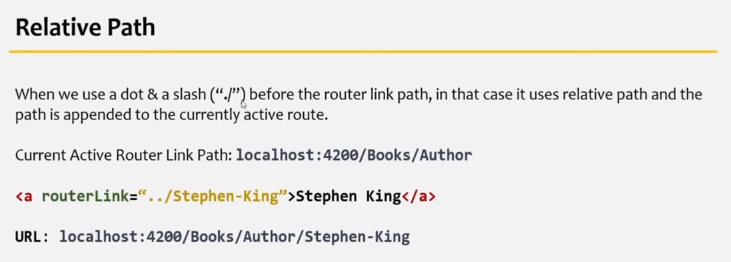 Relative Path
When we use a dot & a slash (“./”) before the router link path, in that case it uses relative path and the
path is appended to the currently active route.
Current Active Router Link Path: localhost:4200/Books/Author
<a routerLink=“../Stephen-King”>Stephen King</a>
URL: localhost:4200/Books/Author/Stephen-King